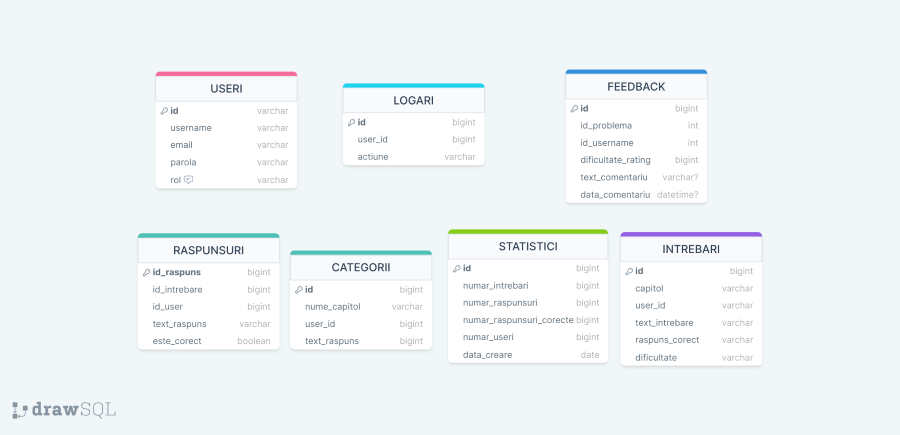 USERI
id varchar
username varchar
email varchar
parola varchar
rol varchar
LOGARI
id bigint
user_id bigint
actiune varchar
FEEDBACK
id bigint
id_problema int
id_username int
dificultate_rating bigint
text_comentariu varchar?
data_comentariu datetime?
RASPUNSURI
id_raspuns bigint
id_intrebare bigint
id_user bigint
text_raspuns varchar
este_corect boolean
CATEGORII
id bigint
nume_capitol varchar
user_id bigint
text_raspuns bigint
STATISTICI
id bigint
numar_intrebari bigint
numar_raspunsuri bigint
numar_raspunsuri_corecte bigint
numar_useri bigint
data_creare date
INTREBARI
id bigint
capitol varchar
user_id varchar
text_intrebare varchar
raspuns_corect varchar
dificultate varchar
drawSQL